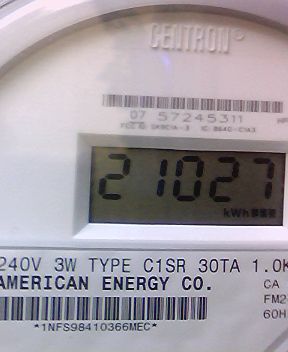 CENTRON®
07 57245311
21027
kWh
240V 3W TYPE C1SR 30TA 1.0K
AMERICAN ENERGY CO. CA
FM2
60H
*1NFS98410366MEC*